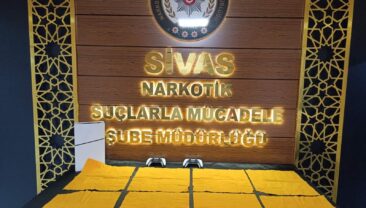 SİVAS
NARKOTİK
SUÇLARLA MÜCADELE
ŞUBE MÜDÜRLÜĞÜ